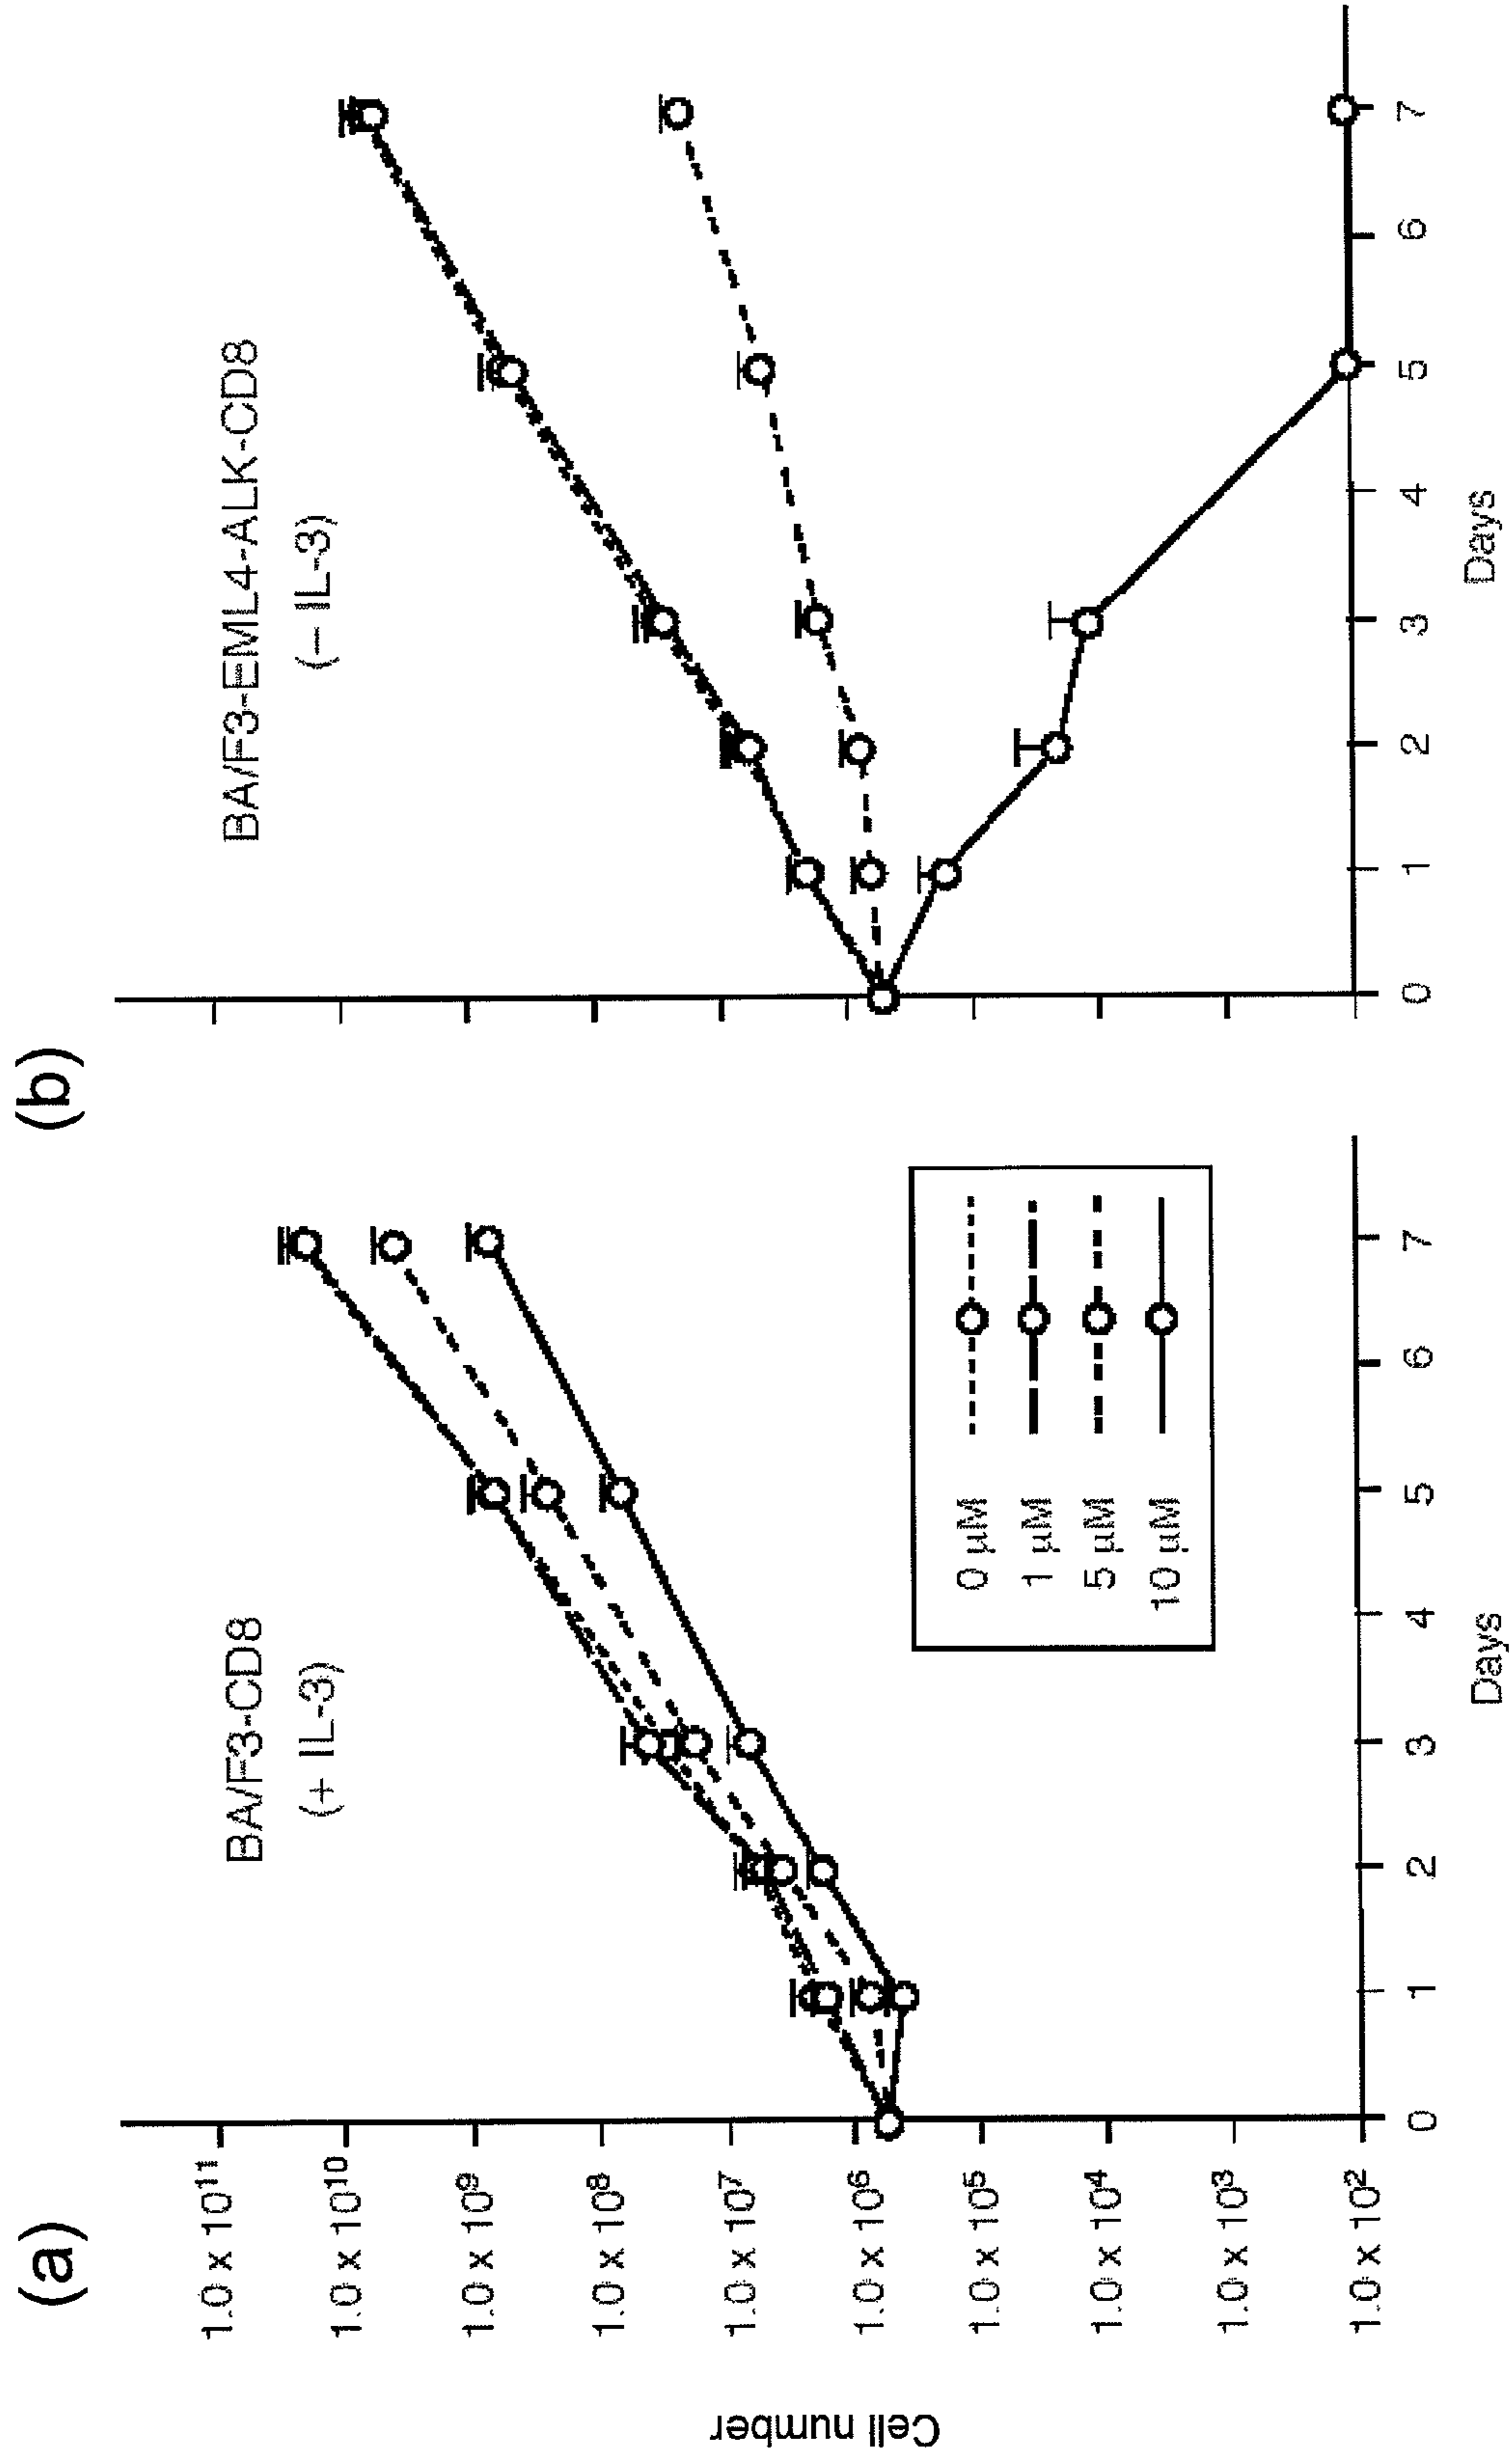 (a)
BA/F3-CD8
(+ IL-3)
Cell number
1.0 x 10¹¹
1.0 x 10¹⁰
1.0 x 10⁹
1.0 x 10⁸
1.0 x 10⁷
1.0 x 10⁶
1.0 x 10⁵
1.0 x 10⁴
1.0 x 10³
1.0 x 10²
0 1 2 3 4 5 6 7
Days
0 µM
1 µM
5 µM
10 µM
(b)
BA/F3-EML4-ALK-CD8
(– IL-3)
0 1 2 3 4 5 6 7
Days